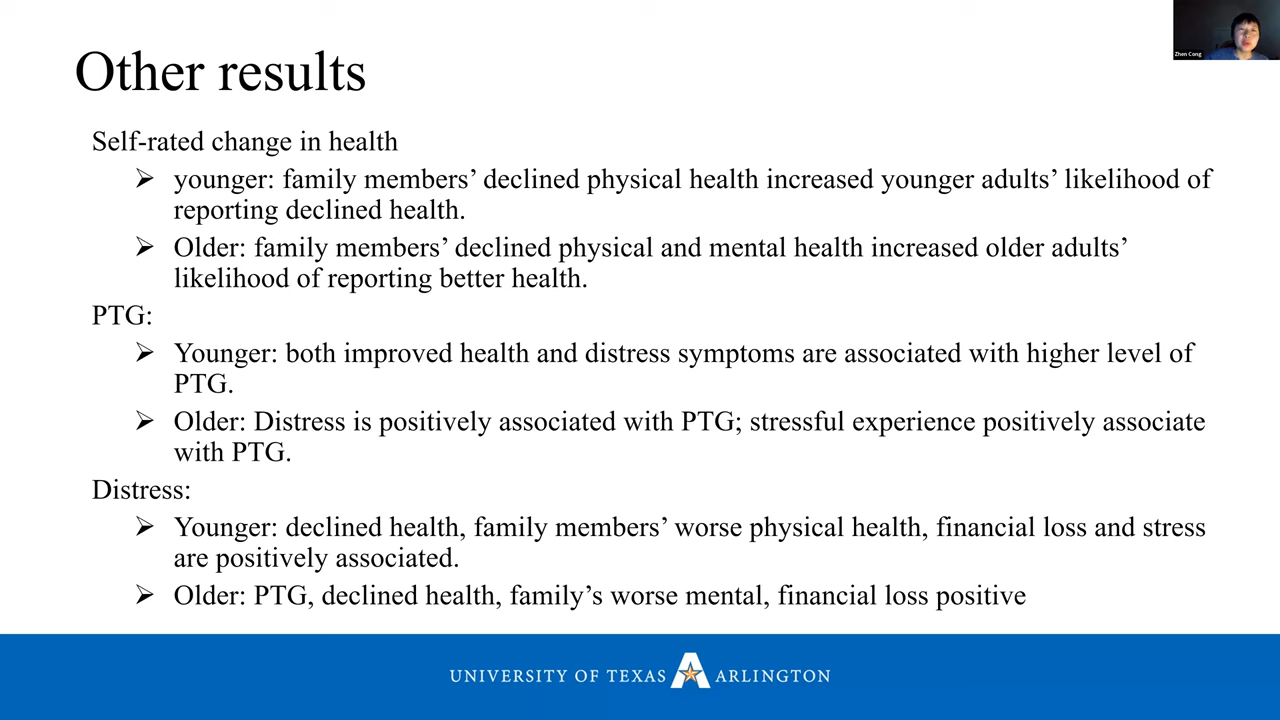 Other results
Zhen Cong
Self-rated change in health
➢ younger: family members’ declined physical health increased younger adults’ likelihood of
reporting declined health.
➢ Older: family members’ declined physical and mental health increased older adults’
likelihood of reporting better health.
PTG:
➢ Younger: both improved health and distress symptoms are associated with higher level of
PTG.
➢ Older: Distress is positively associated with PTG; stressful experience positively associate
with PTG.
Distress:
➢ Younger: declined health, family members’ worse physical health, financial loss and stress
are positively associated.
➢ Older: PTG, declined health, family’s worse mental, financial loss positive
UNIVERSITY OF TEXAS A ARLINGTON